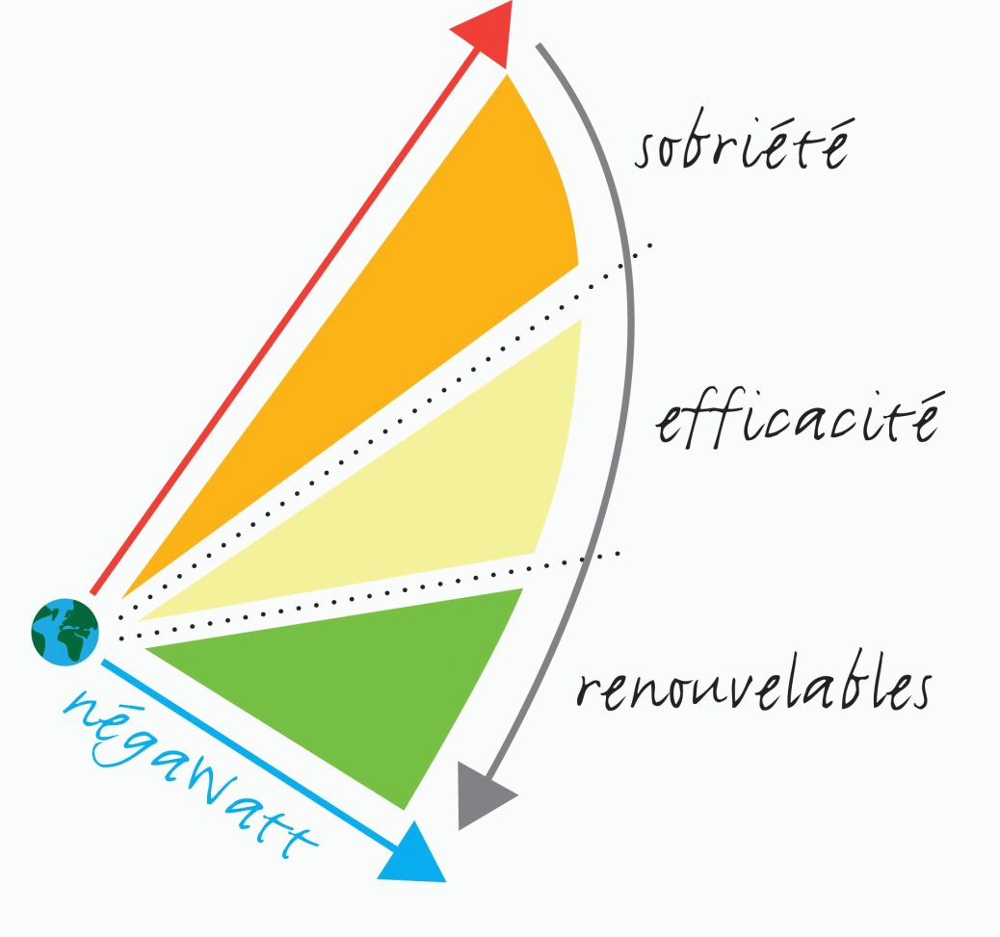 sobriété
efficacité
renouvelables
négaWatt